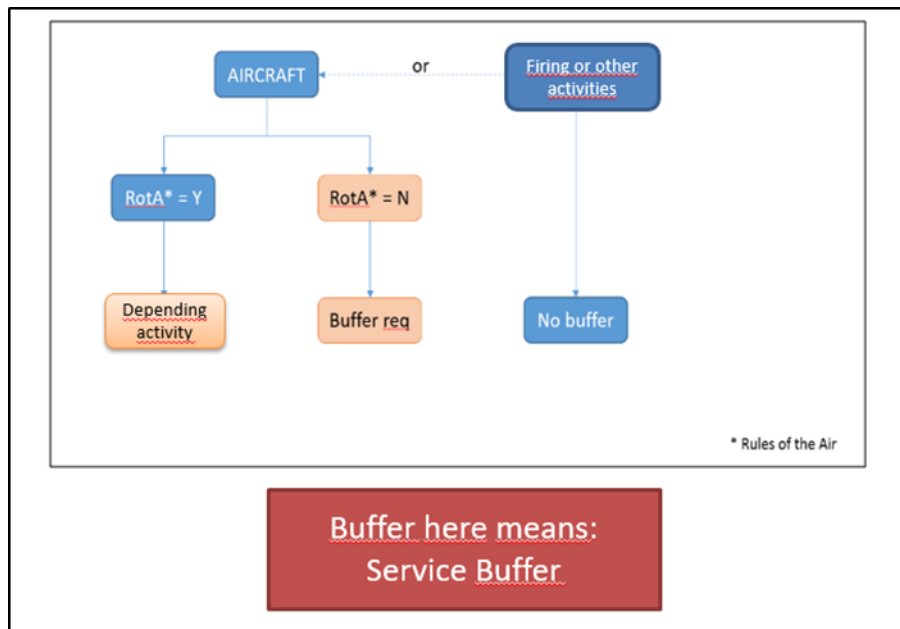 AIRCRAFT
or
Firing or other
activities
RotA* = Y
RotA* = N
Depending
activity
Buffer req
No buffer
* Rules of the Air
Buffer here means:
Service Buffer